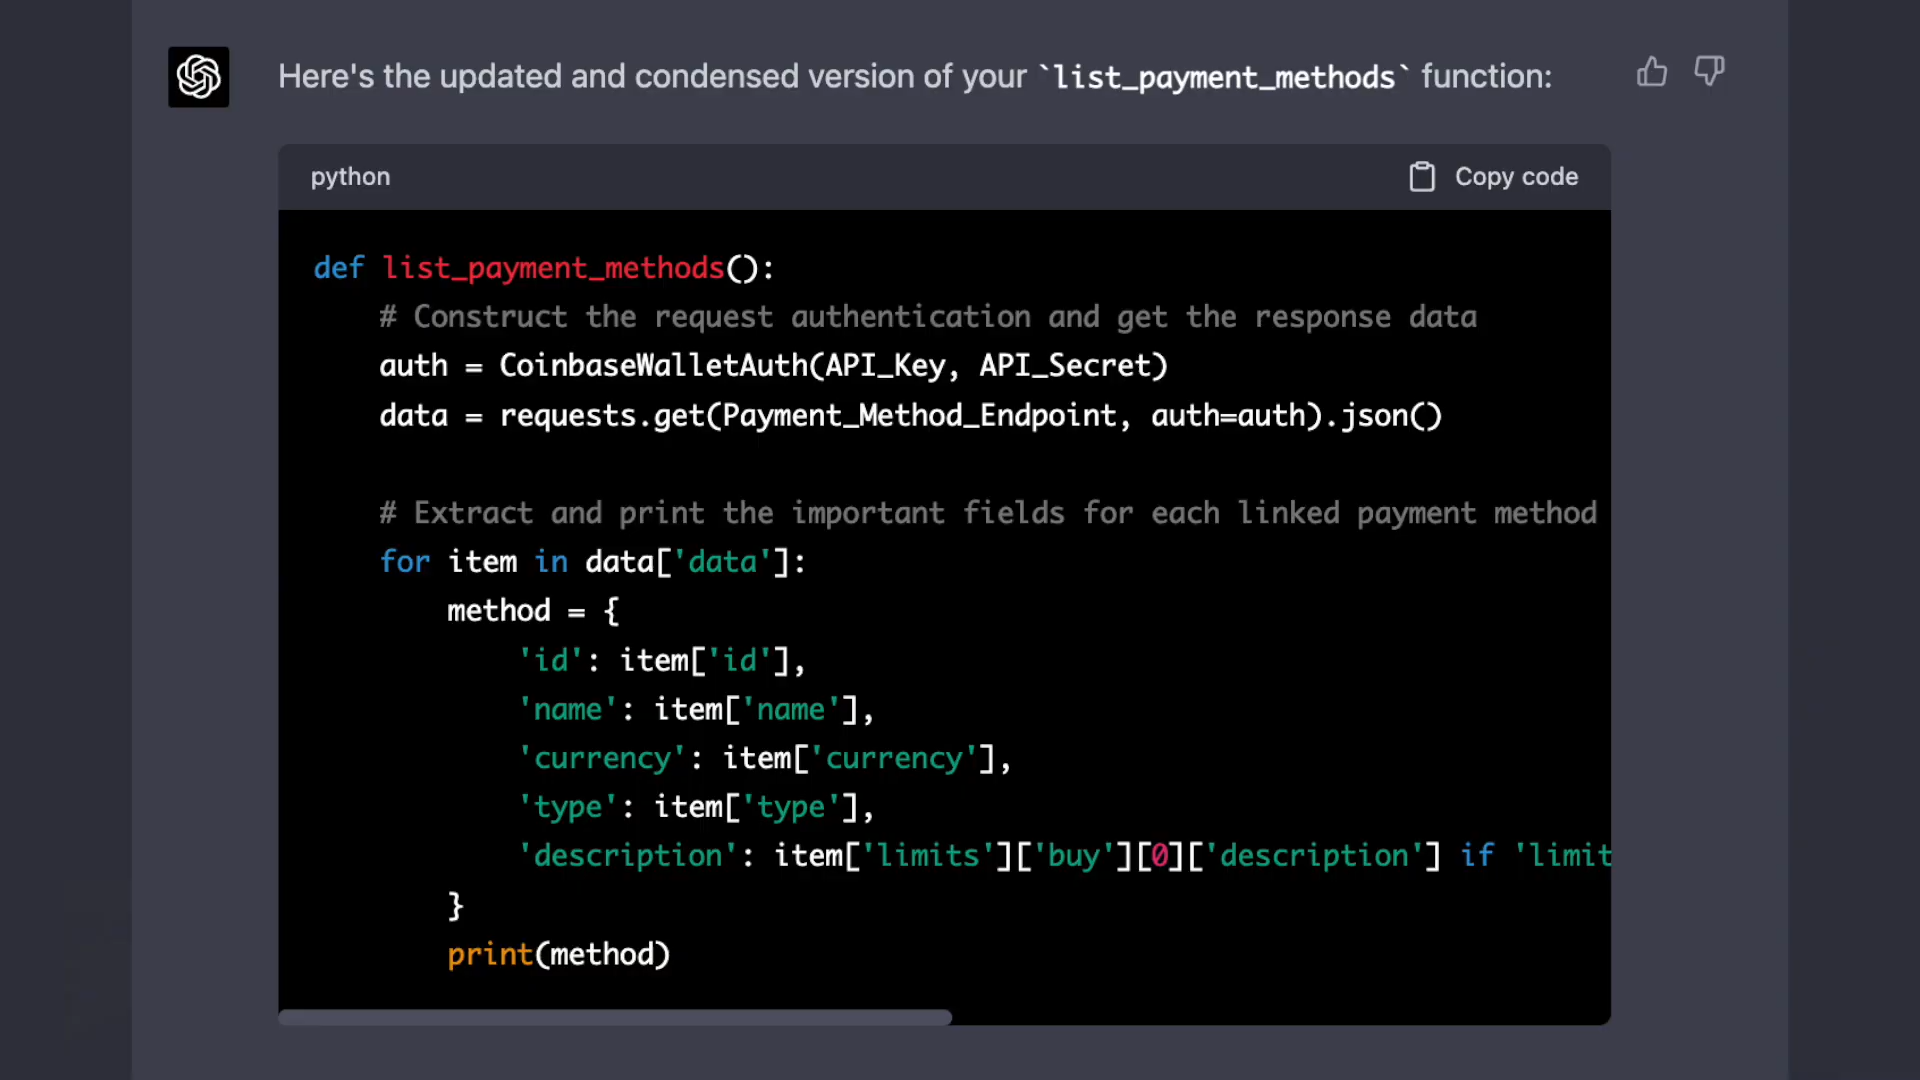 Here's the updated and condensed version of your `list_payment_methods` function:
python
Copy code
def list_payment_methods():
    # Construct the request authentication and get the response data
    auth = CoinbaseWalletAuth(API_Key, API_Secret)
    data = requests.get(Payment_Method_Endpoint, auth=auth).json()
    # Extract and print the important fields for each linked payment method
    for item in data['data']:
        method = {
            'id': item['id'],
            'name': item['name'],
            'currency': item['currency'],
            'type': item['type'],
            'description': item['limits']['buy'][0]['description'] if 'limit
        }
        print(method)